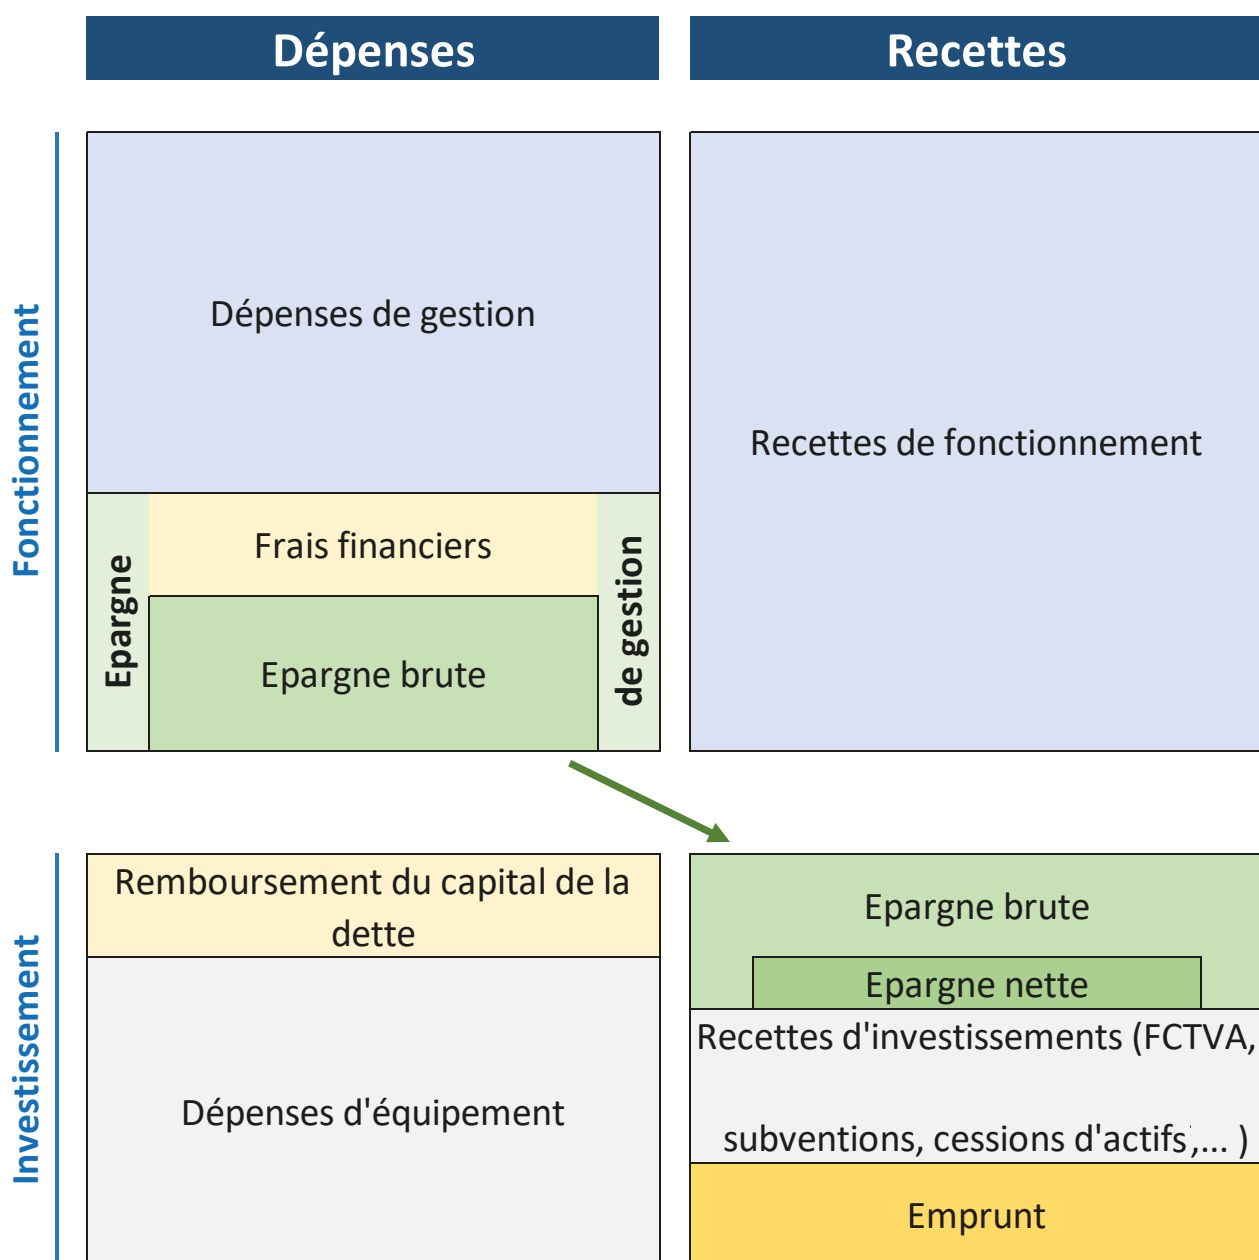 Dépenses
Recettes
Fonctionnement
Dépenses de gestion
Recettes de fonctionnement
Epargne
Frais financiers
de gestion
Epargne brute
Investissement
Remboursement du capital de la
dette
Epargne brute
Epargne nette
Dépenses d'équipement
Recettes d'investissements (FCTVA,
subventions, cessions d'actifs,... )
Emprunt